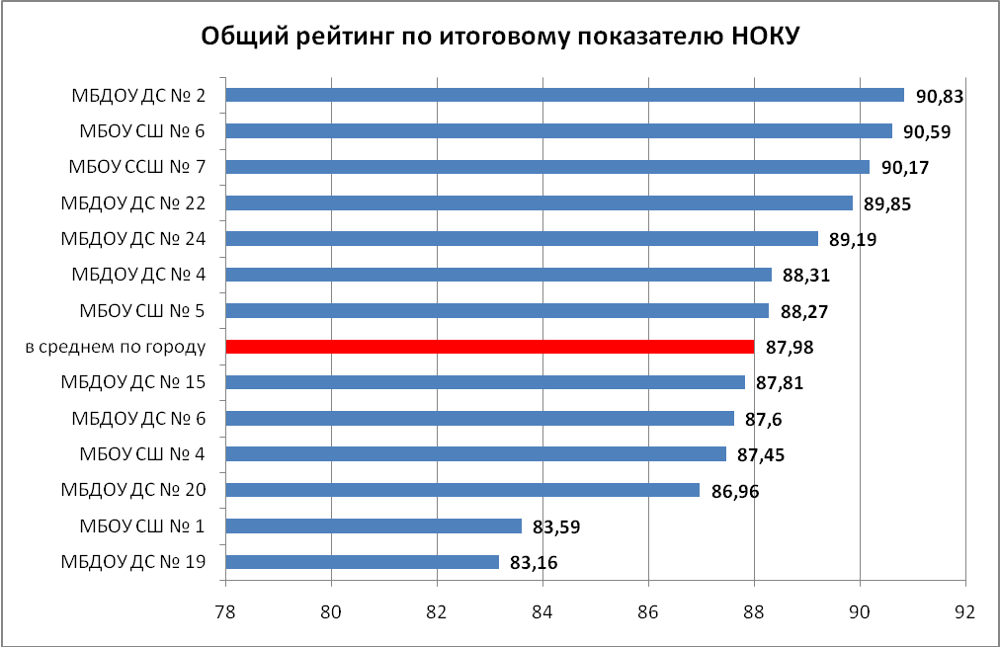 Общий рейтинг по итоговому показателю НОКУ
МБДОУ ДС № 2 90,83
МБОУ СШ № 6 90,59
МБОУ ССШ № 7 90,17
МБДОУ ДС № 22 89,85
МБДОУ ДС № 24 89,19
МБДОУ ДС № 4 88,31
МБОУ СШ № 5 88,27
в среднем по городу 87,98
МБДОУ ДС № 15 87,81
МБДОУ ДС № 6 87,6
МБОУ СШ № 4 87,45
МБДОУ ДС № 20 86,96
МБОУ СШ № 1 83,59
МБДОУ ДС № 19 83,16
78 80 82 84 86 88 90 92